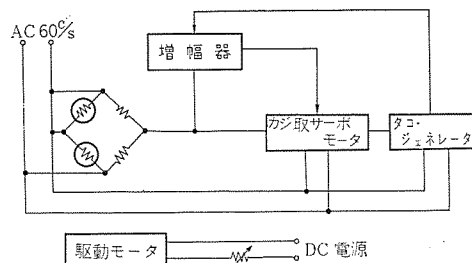 AC 60c/s
増幅器
カジ取サーボ
モータ
タコ・
ジェネレータ
駆動モータ
DC 電源